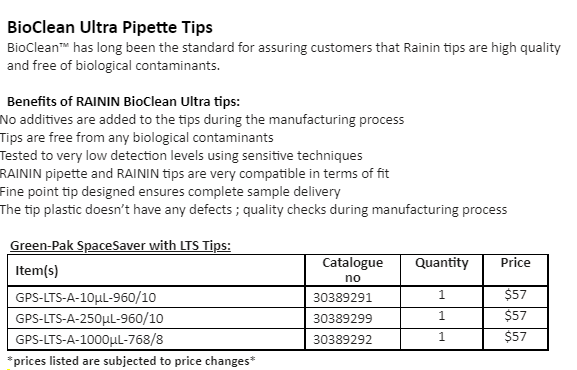 BioClean Ultra Pipette Tips
BioClean™ has long been the standard for assuring customers that Rainin tips are high quality
and free of biological contaminants.
Benefits of RAININ BioClean Ultra tips:
No additives are added to the tips during the manufacturing process
Tips are free from any biological contaminants
Tested to very low detection levels using sensitive techniques
RAININ pipette and RAININ tips are very compatible in terms of fit
Fine point tip designed ensures complete sample delivery
The tip plastic doesn't have any defects ; quality checks during manufacturing process
Green-Pak SpaceSaver with LTS Tips:
Item(s) Catalogue no Quantity Price
GPS-LTS-A-10µL-960/10 30389291 1 $57
GPS-LTS-A-250µL-960/10 30389299 1 $57
GPS-LTS-A-1000µL-768/8 30389292 1 $57
*prices listed are subjected to price changes*